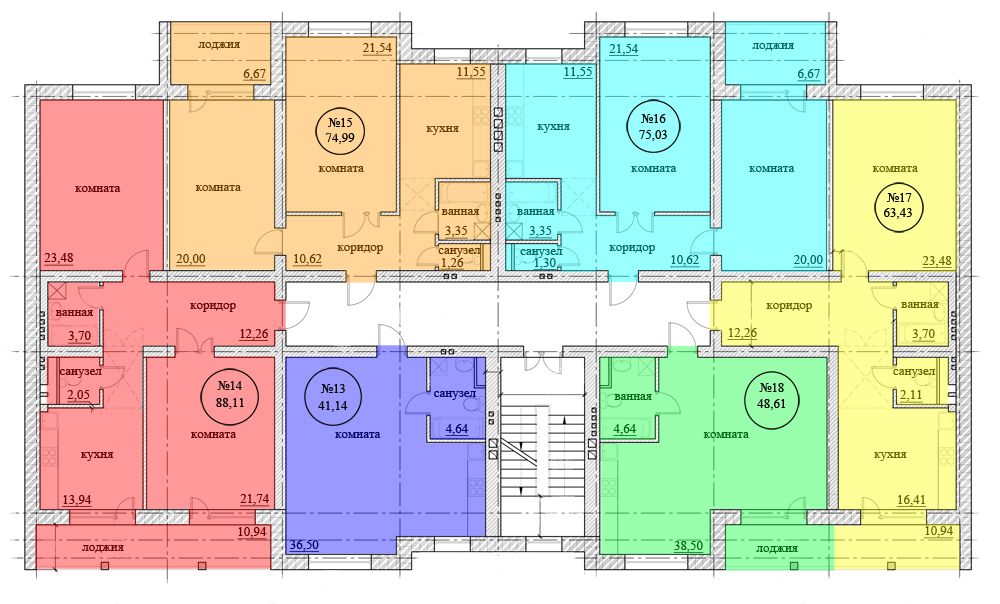 лоджия
6,67
21,54
11,55
№15
74,99
кухня
комната
комната
комната
ванная
3,35
коридор
санузел
1,26
23,48
20,00
10,62
11,55
21,54
лоджия
6,67
№16
75,03
кухня
комната
комната
комната
№17
63,43
ванная
3,35
коридор
санузел
1,30
10,62
20,00
23,48
ванная
3,70
коридор
12,26
коридор
12,26
ванная
3,70
санузел
2,05
№14
88,11
комната
кухня
13,94
21,74
10,94
лоджия
№13
41,14
комната
санузел
4,64
36,50
ванная
4,64
№18
48,61
комната
38,50
лоджия
санузел
2,11
кухня
16,41
10,94